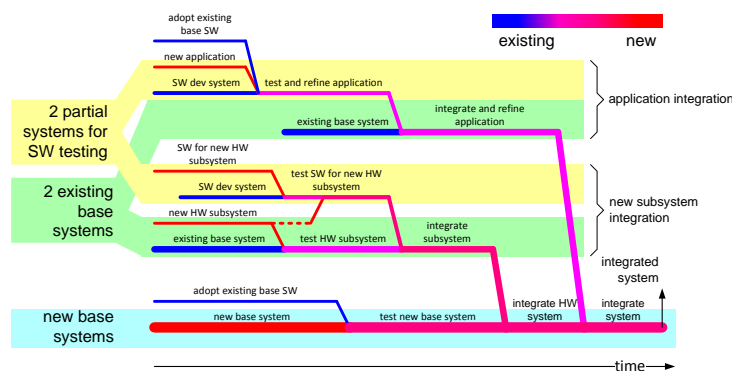 adopt existing
base SW
existing
new
new application
SW dev system
test and refine application
2 partial
systems for
SW testing
application integration
integrate and refine
application
existing base system
SW for new HW
subsystem
test SW for new HW
subsystem
SW dev system
2 existing
base
systems
new HW subsystem
new subsystem
integration
integrate
subsystem
existing base system
test HW subsystem
integrated
system
adopt existing base SW
new base
systems
new base system
test new base system
integrate HW
system
integrate
system
time